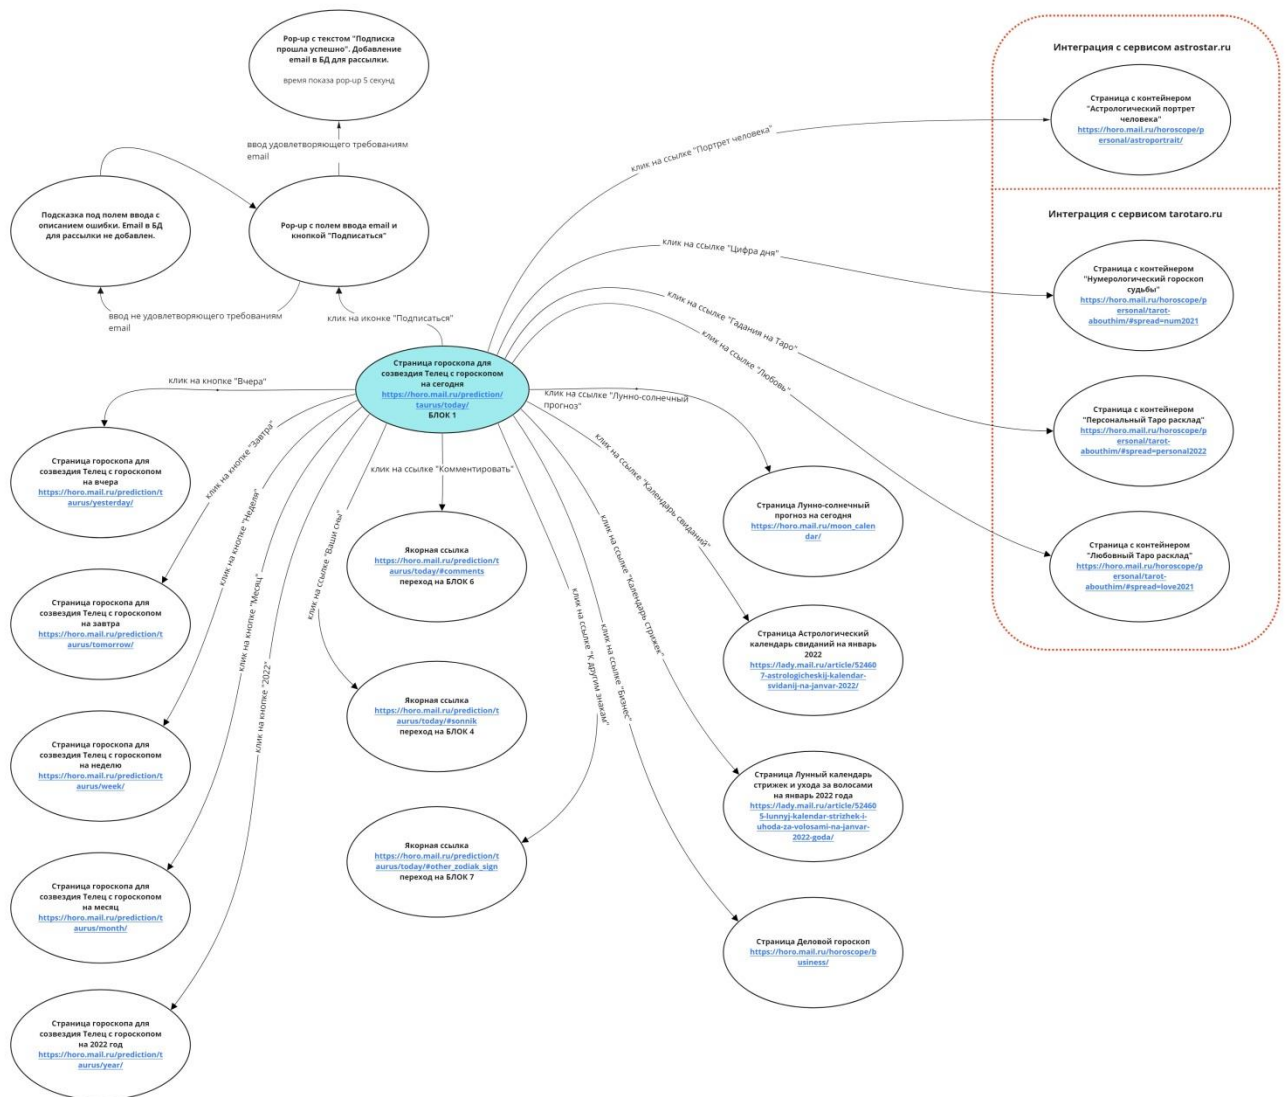 Pop-up с текстом "Подписка
прошла успешно". Добавление
email в БД для рассылки.
время показа pop-up 5 секунд
ввод удовлетворяющего требованиям
email
Подсказка под полем ввода с
описанием ошибки. Email в БД
для рассылки не добавлен.
Pop-up с полем ввода email и
кнопкой "Подписаться"
ввод не удовлетворяющего требованиям
email
клик на иконке "Подписаться"
Страница гороскопа для
созвездия Телец с гороскопом
на сегодня
https://horo.mail.ru/prediction/
taurus/today/
БЛОК 1
клик на кнопке "Вчера"
Страница гороскопа для
созвездия Телец с гороскопом
на вчера
https://horo.mail.ru/prediction/t
aurus/yesterday/
клик на кнопке "Завтра"
Страница гороскопа для
созвездия Телец с гороскопом
на завтра
https://horo.mail.ru/prediction/t
aurus/tomorrow/
клик на кнопке "Неделя"
Страница гороскопа для
созвездия Телец с гороскопом
на неделю
https://horo.mail.ru/prediction/t
aurus/week/
клик на кнопке "Месяц"
Страница гороскопа для
созвездия Телец с гороскопом
на месяц
https://horo.mail.ru/prediction/t
aurus/month/
клик на кнопке "2022"
Страница гороскопа для
созвездия Телец с гороскопом
на 2022 год
https://horo.mail.ru/prediction/t
aurus/year/
клик на ссылке "Комментировать"
Якорная ссылка
https://horo.mail.ru/prediction/t
aurus/today/#comments
переход на БЛОК 6
клик на ссылке "Ваши сны"
Якорная ссылка
https://horo.mail.ru/prediction/t
aurus/today/#sonnik
переход на БЛОК 4
клик на ссылке "К другим знакам"
Якорная ссылка
https://horo.mail.ru/prediction/t
aurus/today/#other_zodiak_sign
переход на БЛОК 7
клик на ссылке "Лунно-солнечный
прогноз"
Страница Лунно-солнечный
прогноз на сегодня
https://horo.mail.ru/moon_calen
dar/
клик на ссылке "Календарь свиданий"
Страница Астрологический
календарь свиданий на январь
2022
https://lady.mail.ru/article/52460
7-astrologicheskij-kalendar-
svidanij-na-janvar-2022/
клик на ссылке "Календарь стрижек"
Страница Лунный календарь
стрижек и ухода за волосами
на январь 2022 года
https://lady.mail.ru/article/52460
5-lunnyj-kalendar-strizhek-i-
uhoda-za-volosami-na-janvar-
2022-goda/
клик на ссылке "Бизнес"
Страница Деловой гороскоп
https://horo.mail.ru/horoscope/b
usiness/
клик на ссылке "Портрет человека"
Интеграция с сервисом astrostar.ru
Страница с контейнером
"Астрологический портрет
человека"
https://horo.mail.ru/horoscope/p
ersonal/astroportrait/
Интеграция с сервисом tarotaro.ru
клик на ссылке "Цифра дня"
Страница с контейнером
"Нумерологический гороскоп
судьбы"
https://horo.mail.ru/horoscope/p
ersonal/tarot-
abouthim/#spread=num2021
клик на ссылке "Гадания на Таро"
Страница с контейнером
"Персональный Таро расклад"
https://horo.mail.ru/horoscope/p
ersonal/tarot-
abouthim/#spread=personal2022
клик на ссылке "Любовь"
Страница с контейнером
"Любовный Таро расклад"
https://horo.mail.ru/horoscope/p
ersonal/tarot-
abouthim/#spread=love2021